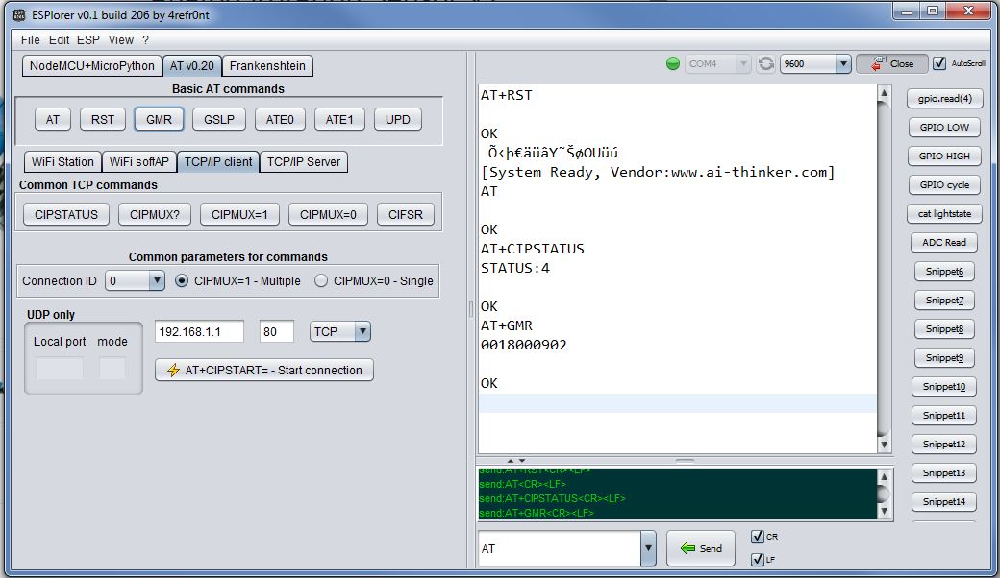 ESPlorer v0.1 build 206 by 4refr0nt
File Edit ESP View ?
NodeMCU+MicroPython AT v0.20 Frankenshtein
Basic AT commands
AT RST GMR GSLP ATE0 ATE1 UPD
WiFi Station WiFi softAP TCP/IP client TCP/IP Server
Common TCP commands
CIPSTATUS CIPMUX? CIPMUX=1 CIPMUX=0 CIFSR
Common parameters for commands
Connection ID 0 CIPMUX=1 - Multiple CIPMUX=0 - Single
UDP only
Local port mode
192.168.1.1 80 TCP
AT+CIPSTART= - Start connection
COM4 9600 Close AutoScroll
AT+RST
OK
Õ‹þ€äüâY˜ŠøOUüú
[System Ready, Vendor:www.ai-thinker.com]
AT
OK
AT+CIPSTATUS
STATUS:4
OK
AT+GMR
0018000902
OK
send:AT+RST<CR><LF>
send:AT<CR><LF>
send:AT+CIPSTATUS<CR><LF>
send:AT+GMR<CR><LF>
AT Send CR
LF
gpio.read(4)
GPIO LOW
GPIO HIGH
GPIO cycle
cat lightstate
ADC Read
Snippet6
Snippet7
Snippet8
Snippet9
Snippet10
Snippet11
Snippet12
Snippet13
Snippet14